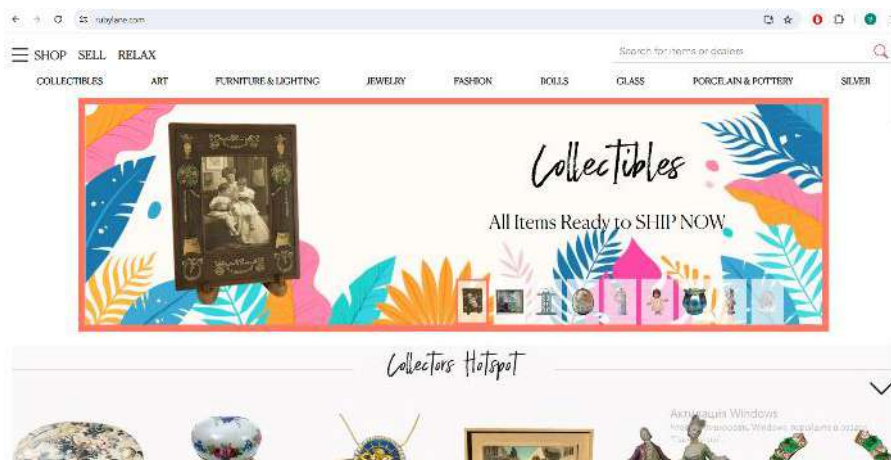 rubylane.com
SHOP SELL RELAX
Search for items or dealers
COLLECTIBLES ART FURNITURE & LIGHTING JEWELRY FASHION DOLLS GLASS PORCELAIN & POTTERY SILVER
Collectibles
All Items Ready to SHIP NOW
Collectors Hotspot
Активация Windows